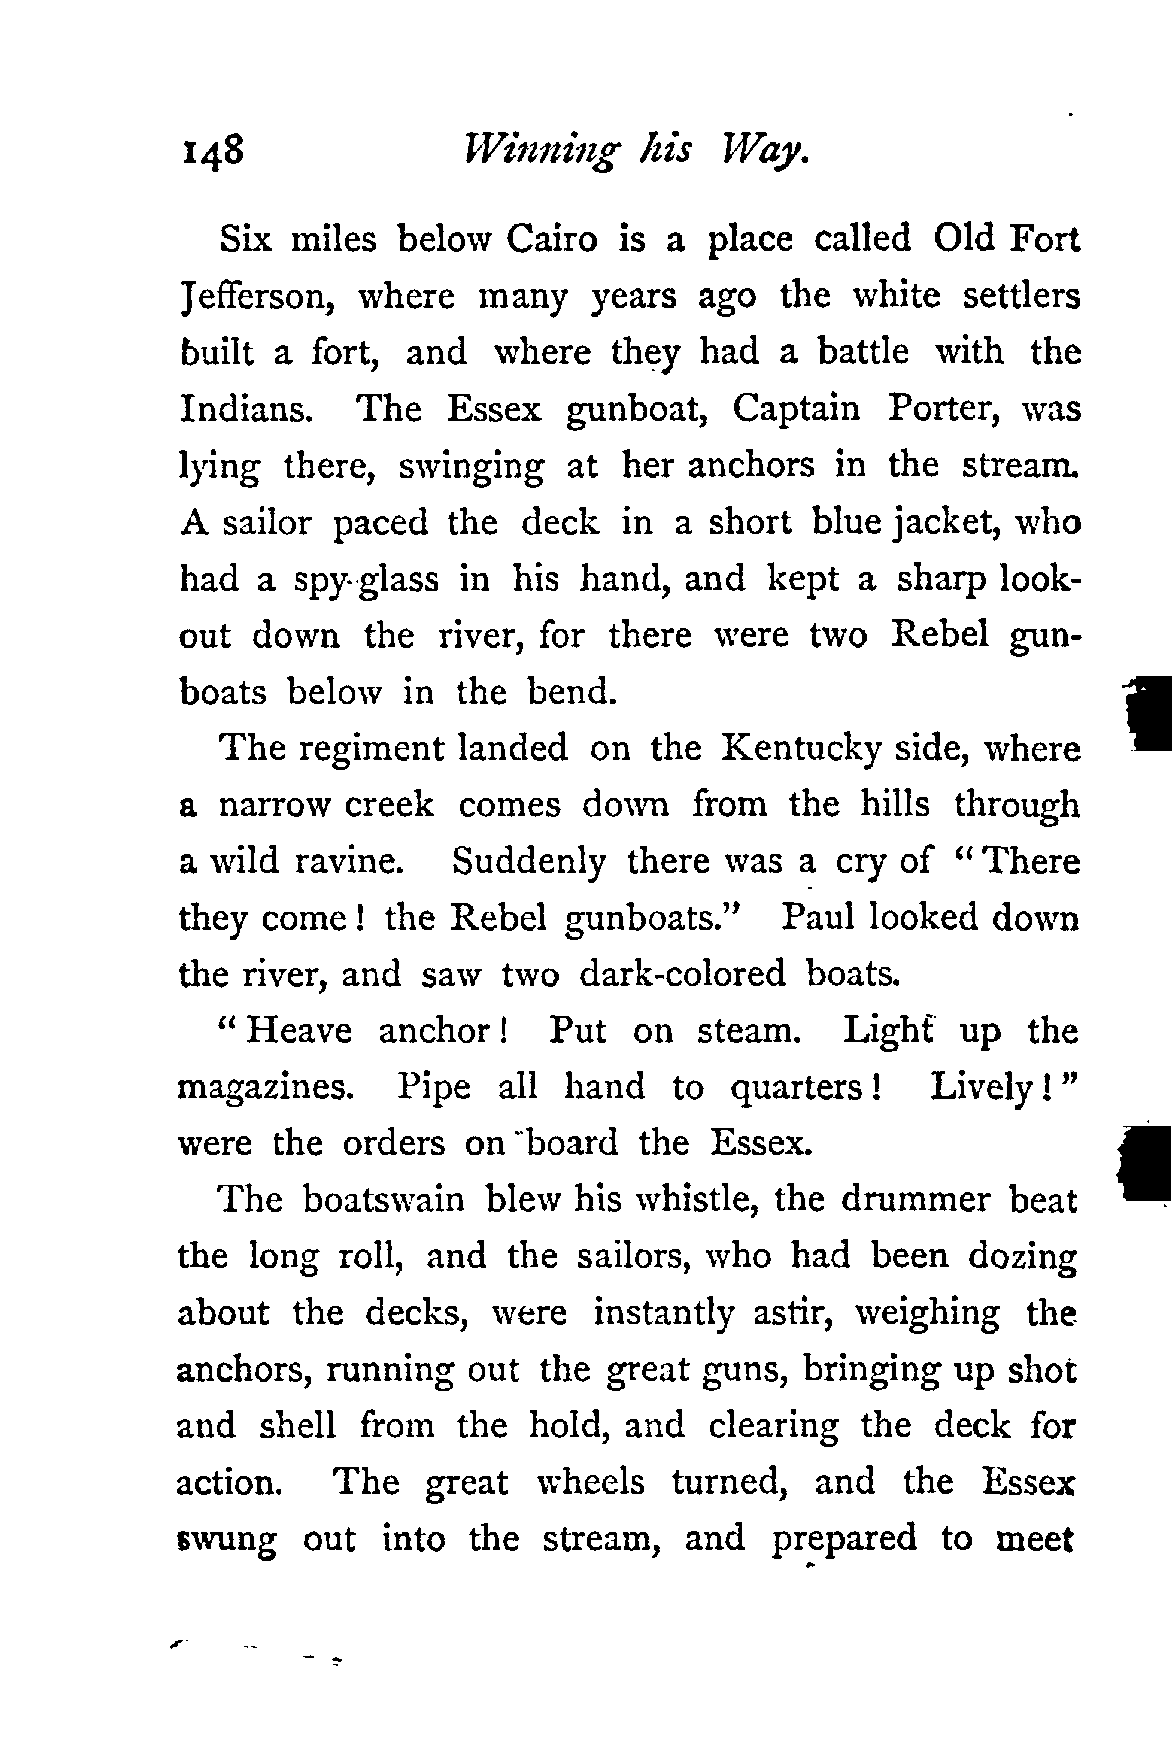 148 Winning his Way.
Six miles below Cairo is a place called Old Fort
Jefferson, where many years ago the white settlers
built a fort, and where they had a battle with the
Indians. The Essex gunboat, Captain Porter, was
lying there, swinging at her anchors in the stream.
A sailor paced the deck in a short blue jacket, who
had a spy-glass in his hand, and kept a sharp look-
out down the river, for there were two Rebel gun-
boats below in the bend.
The regiment landed on the Kentucky side, where
a narrow creek comes down from the hills through
a wild ravine. Suddenly there was a cry of “There
they come! the Rebel gunboats.” Paul looked down
the river, and saw two dark-colored boats.
“Heave anchor! Put on steam. Light up the
magazines. Pipe all hand to quarters! Lively!”
were the orders on board the Essex.
The boatswain blew his whistle, the drummer beat
the long roll, and the sailors, who had been dozing
about the decks, were instantly astir, weighing the
anchors, running out the great guns, bringing up shot
and shell from the hold, and clearing the deck for
action. The great wheels turned, and the Essex
swung out into the stream, and prepared to meet